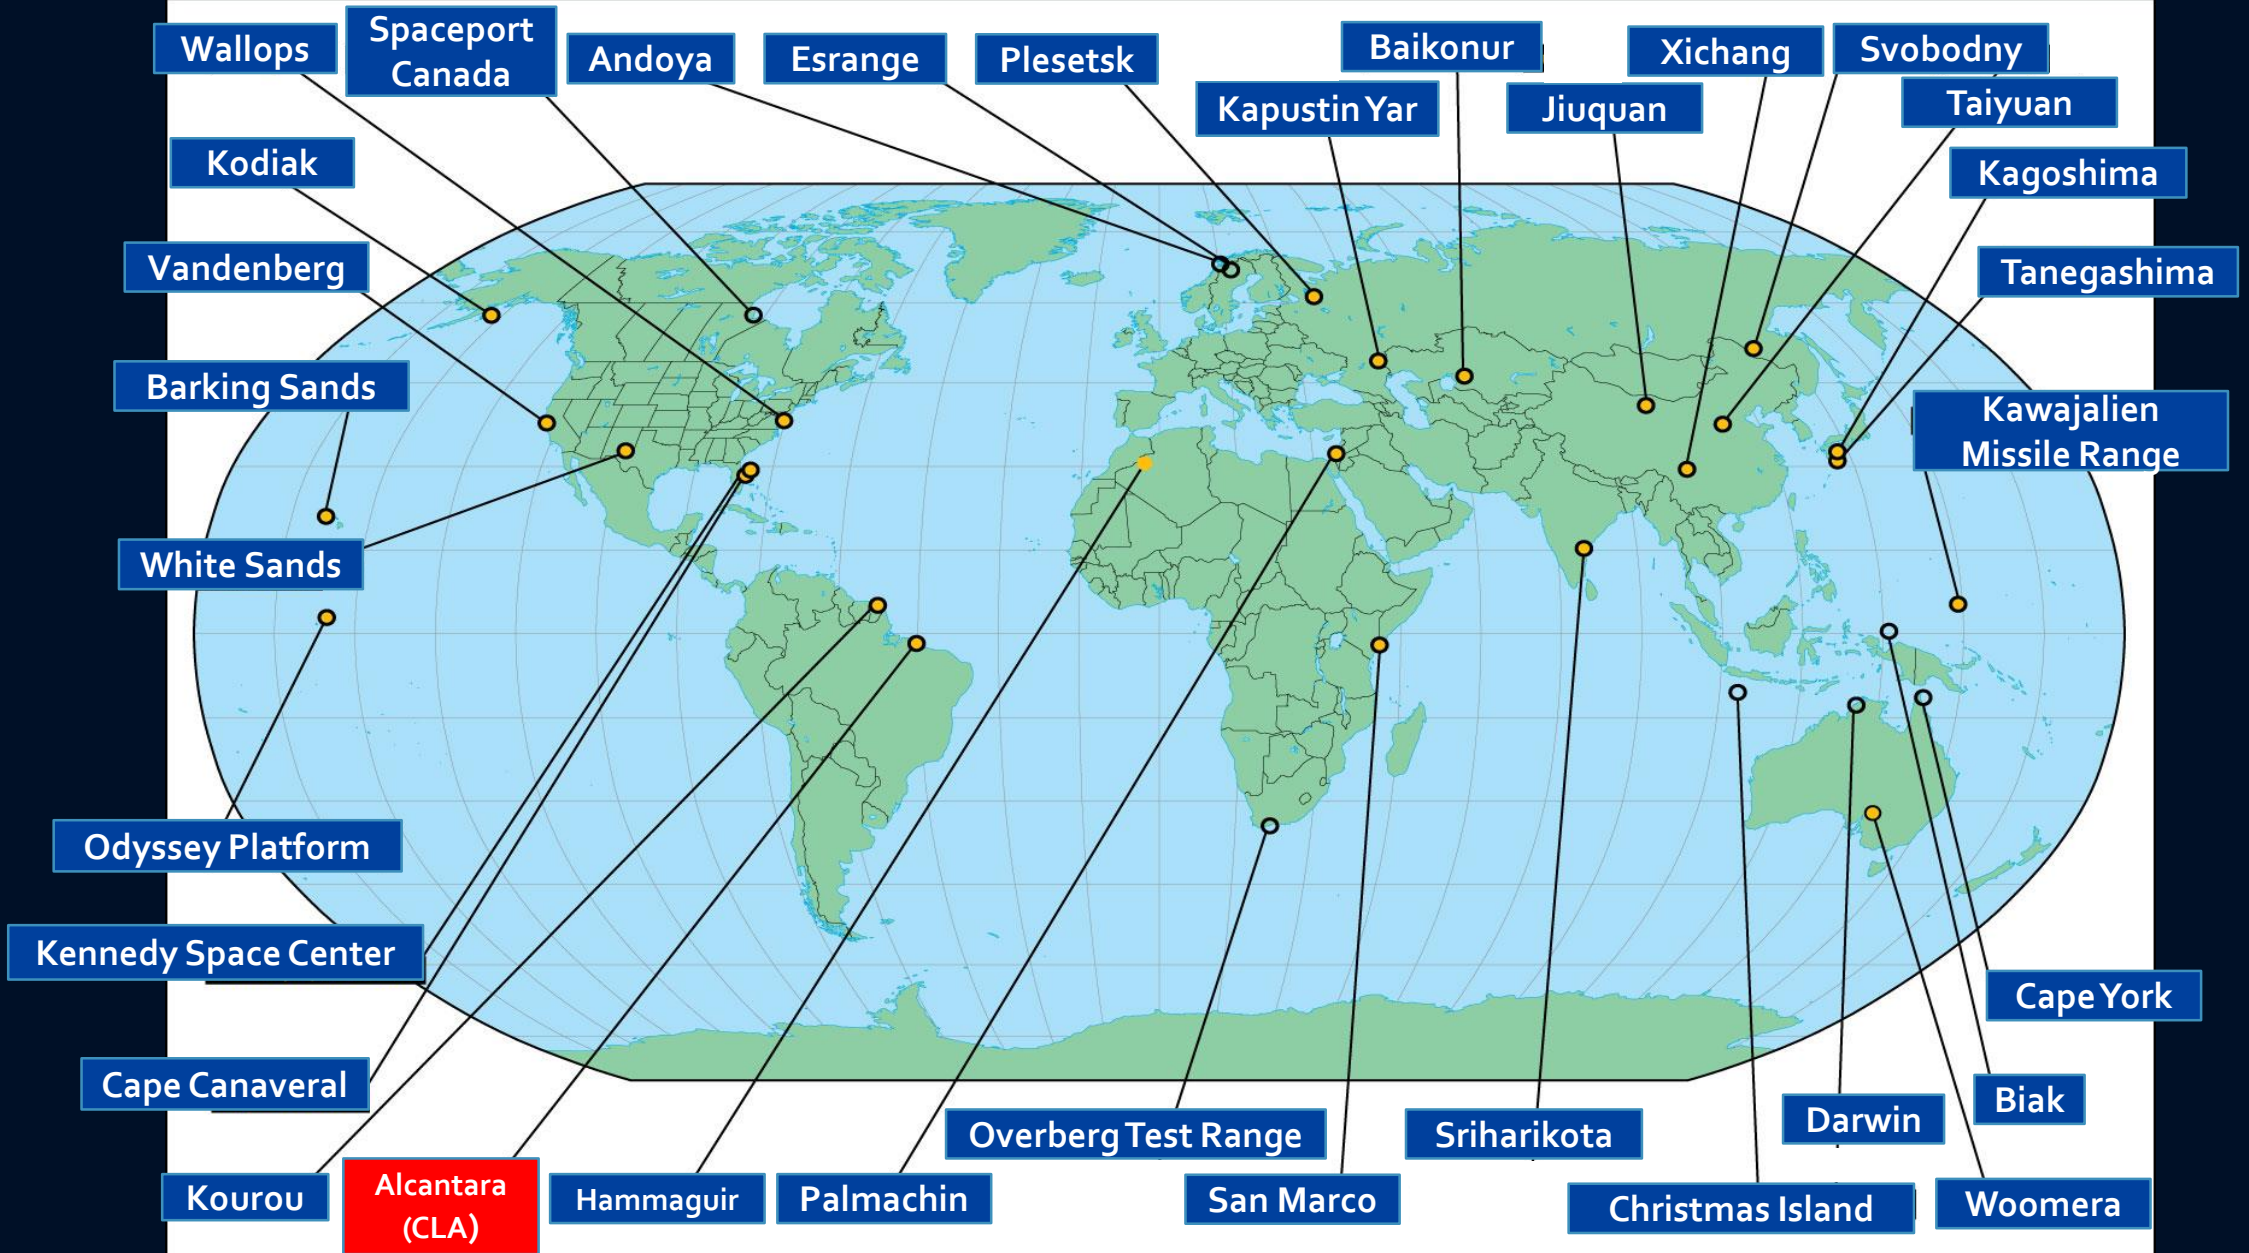 Wallops
Spaceport
Canada
Andoya
Esrange
Plesetsk
Baikonur
Xichang
Svobodny
Kapustin Yar
Jiuquan
Taiyuan
Kodiak
Kagoshima
Vandenberg
Tanegashima
Barking Sands
Kawajalien
Missile Range
White Sands
Odyssey Platform
Kennedy Space Center
Cape York
Cape Canaveral
Biak
Darwin
Overberg Test Range
Sriharikota
Kourou
Alcantara
(CLA)
Hammaguir
Palmachin
San Marco
Christmas Island
Woomera